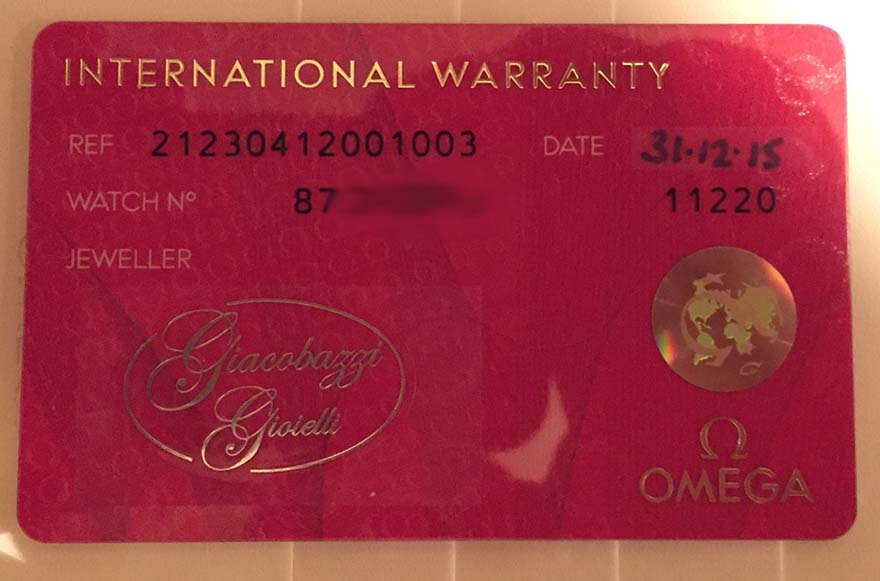 INTERNATIONAL WARRANTY
REF 21230412001003 DATE 31·12·15
WATCH Nº 87 11220
JEWELLER
Giacobazzi
Gioielli
Ω
OMEGA